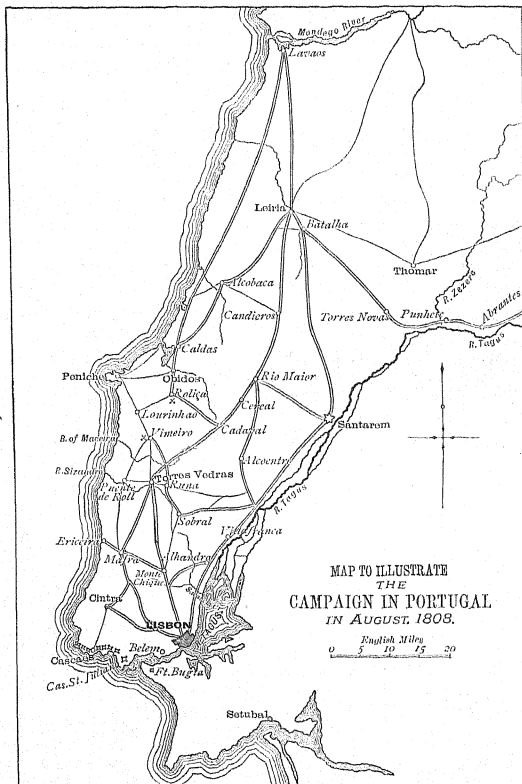 Mondego River
Lavaos
Leiria
Batalha
Thomar
Alcobaca
R. Zezere
Candieros
Torres Novas
Punhete
Abrantes
R. Tagus
Caldas
Peniche
Obidos
Rio Maior
Roliça
Cercal
Lourinhao
Santarem
Cadaval
Vimeiro
R. of Maceira
Alcoentre
R. Sizandro
Torres Vedras
Puente de Roll
Runa
R. Tagus
Sobral
Villafranca
Ericeira
Mafra
Alhandra
Monte Chique
Cintra
LISBON
Belem
Cascaes
Cas. St. Julian
Ft. Bugia
Setubal
MAP TO ILLUSTRATE
THE
CAMPAIGN IN PORTUGAL
IN AUGUST, 1808.
English Miles
0 5 10 15 20